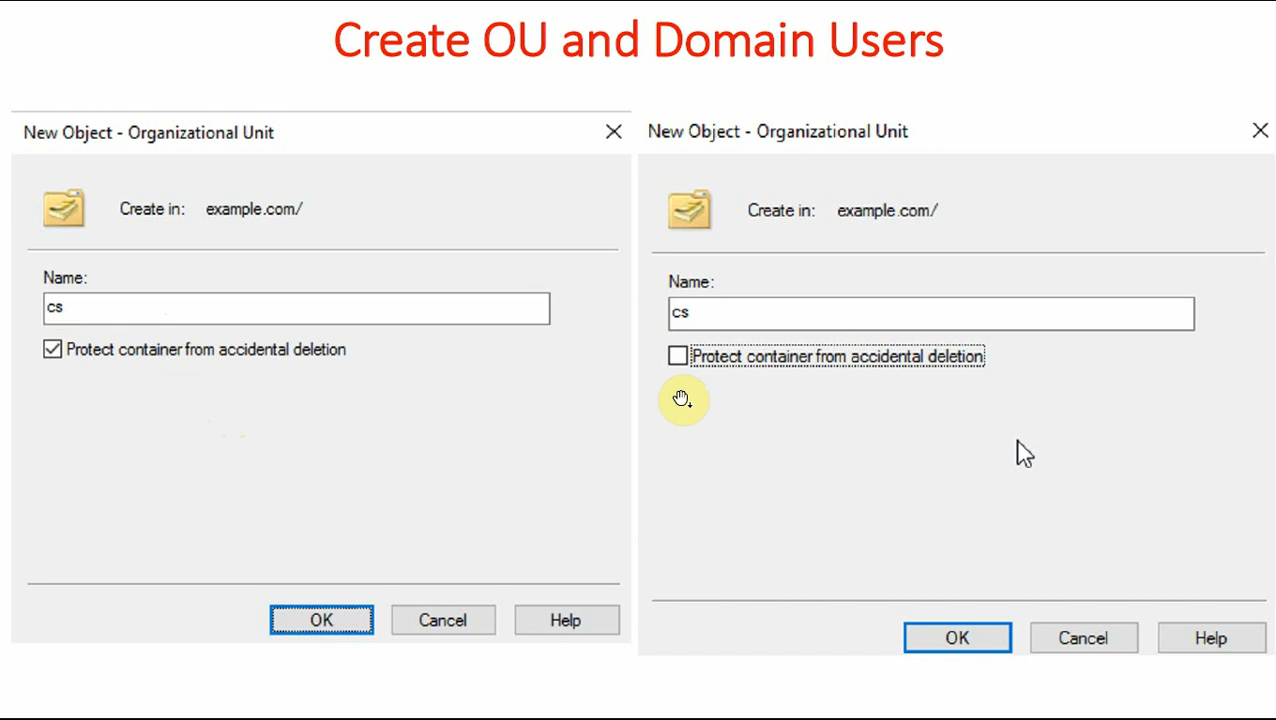 Create OU and Domain Users
New Object - Organizational Unit
Create in: example.com/
Name:
cs
Protect container from accidental deletion
OK Cancel Help
New Object - Organizational Unit
Create in: example.com/
Name:
cs
Protect container from accidental deletion
OK Cancel Help